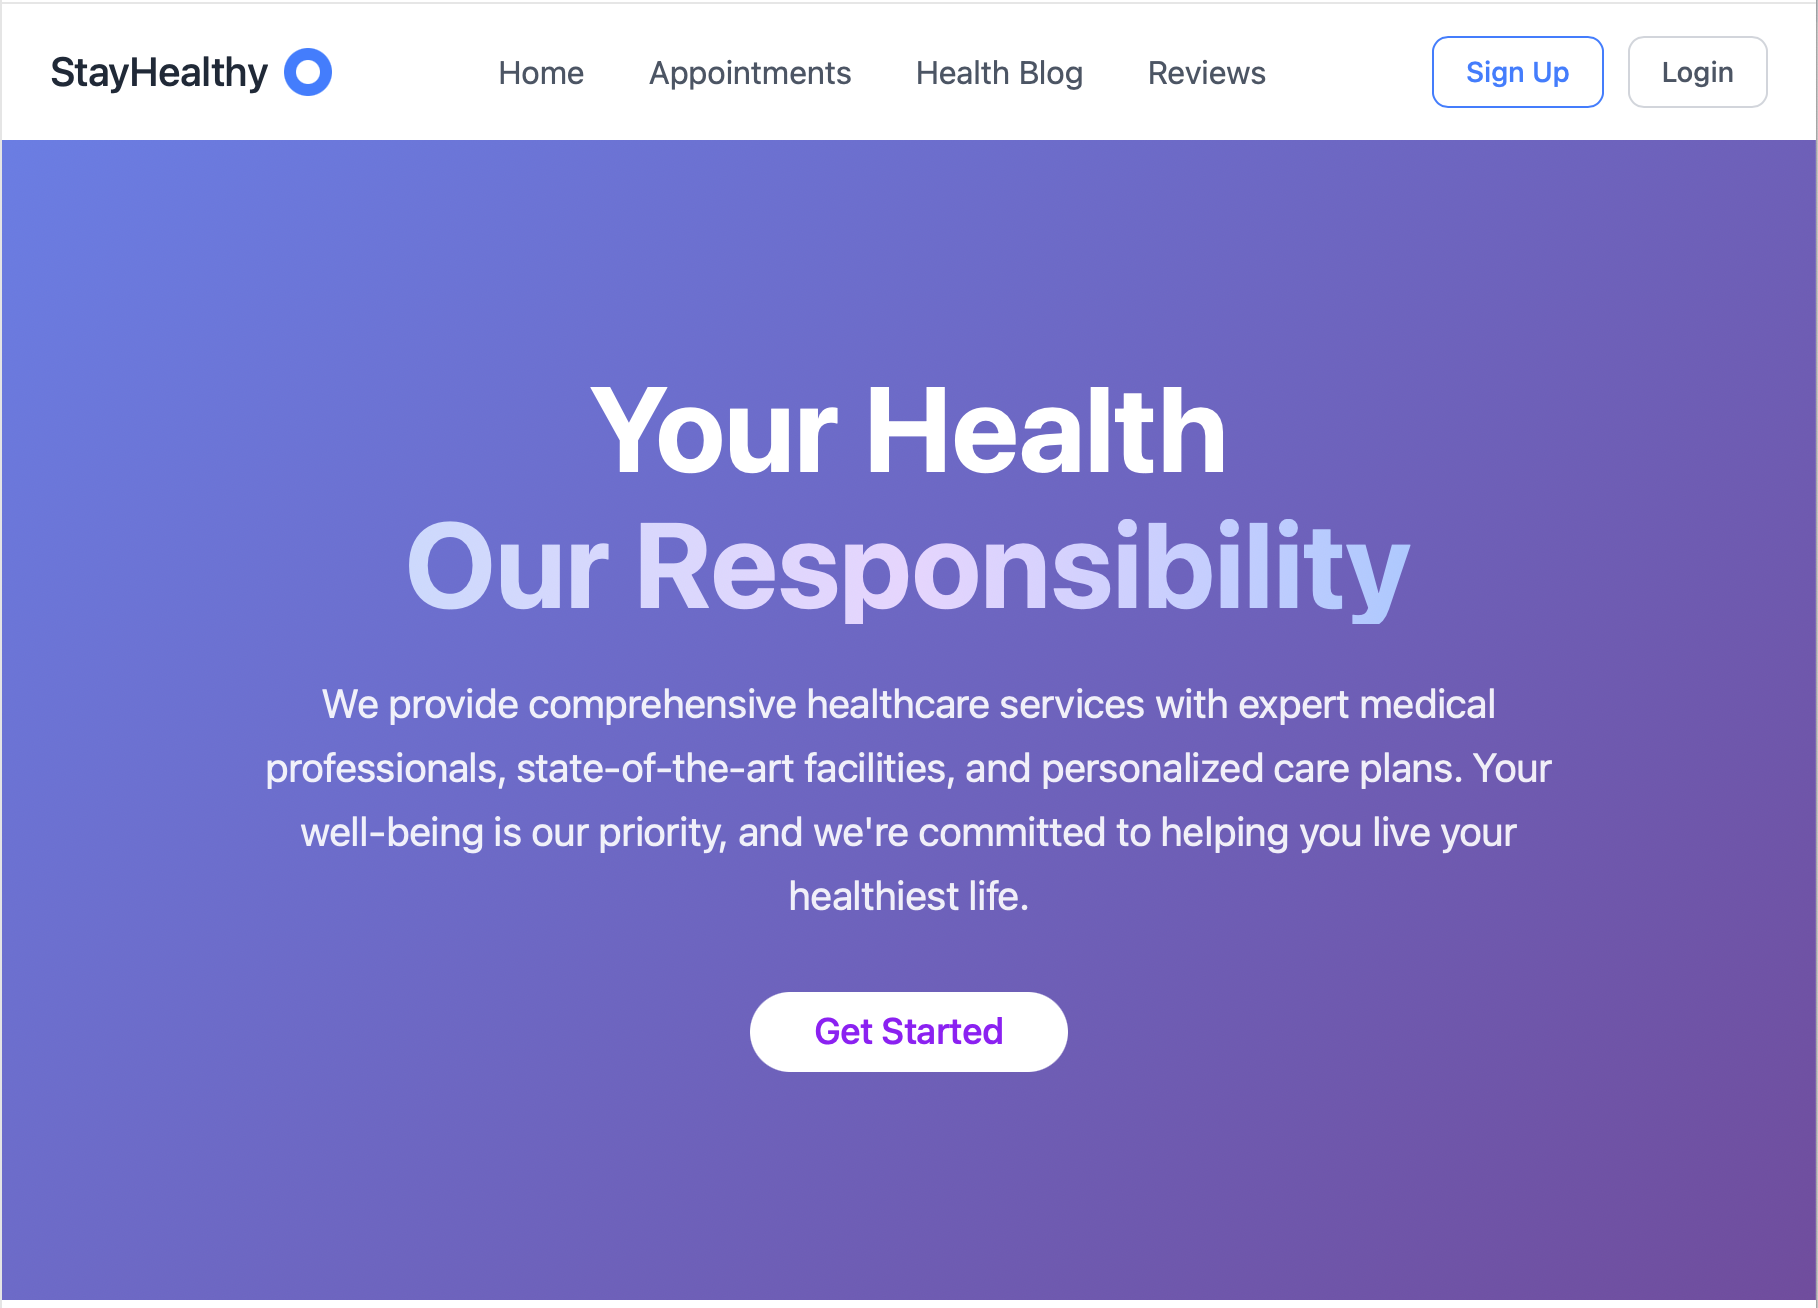 StayHealthy
Home
Appointments
Health Blog
Reviews
Sign Up
Login
Your Health
Our Responsibility
We provide comprehensive healthcare services with expert medical
professionals, state-of-the-art facilities, and personalized care plans. Your
well-being is our priority, and we're committed to helping you live your
healthiest life.
Get Started